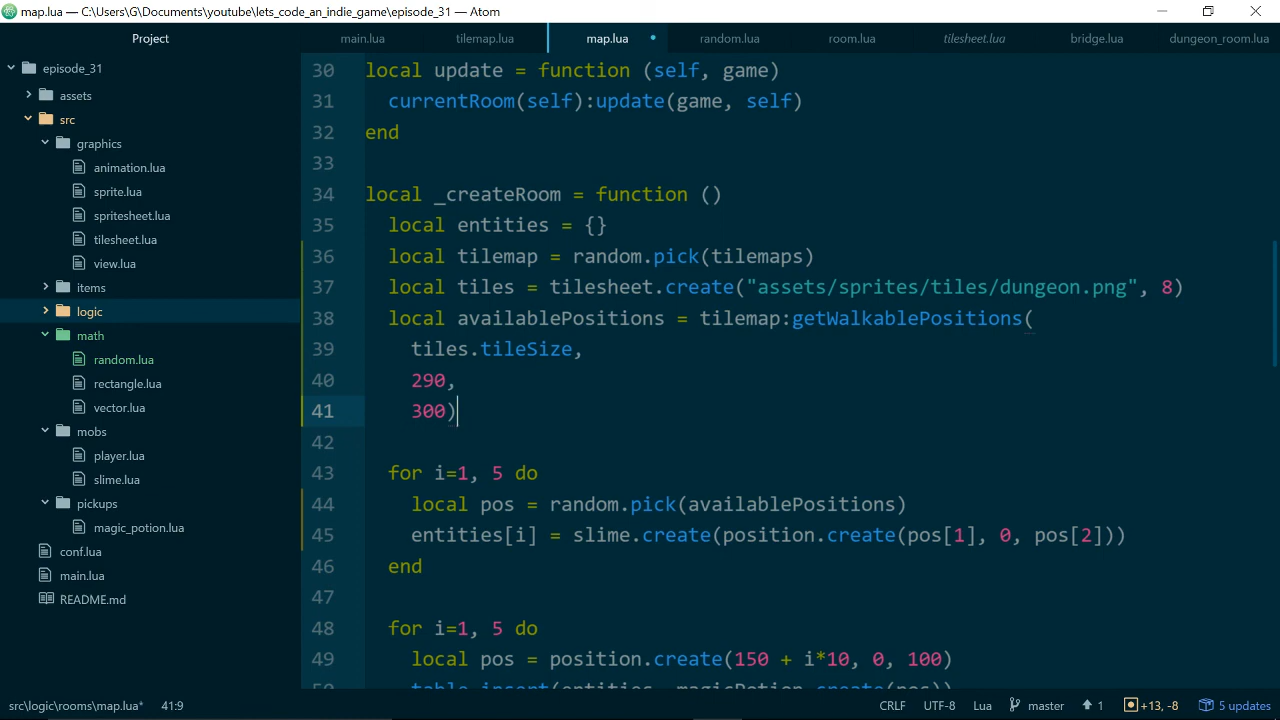 map.lua — C:\Users\G\Documents\youtube\lets_code_an_indie_game\episode_31 — Atom
Project
main.lua
tilemap.lua
map.lua
random.lua
room.lua
tilesheet.lua
bridge.lua
dungeon_room.lua
episode_31
assets
src
graphics
animation.lua
sprite.lua
spritesheet.lua
tilesheet.lua
view.lua
items
logic
math
random.lua
rectangle.lua
vector.lua
mobs
player.lua
slime.lua
pickups
magic_potion.lua
conf.lua
main.lua
README.md
30 local update = function (self, game)
31 currentRoom(self):update(game, self)
32 end
33
34 local _createRoom = function ()
35 local entities = {}
36 local tilemap = random.pick(tilemaps)
37 local tiles = tilesheet.create("assets/sprites/tiles/dungeon.png", 8)
38 local availablePositions = tilemap:getWalkablePositions(
39 tiles.tileSize,
40 290,
41 300)
42
43 for i=1, 5 do
44 local pos = random.pick(availablePositions)
45 entities[i] = slime.create(position.create(pos[1], 0, pos[2]))
46 end
47
48 for i=1, 5 do
49 local pos = position.create(150 + i*10, 0, 100)
50 table.insert(entities, magicPotion.create(pos))
src\logic\rooms\map.lua* 41:9 CRLF UTF-8 Lua master 1 +13, -8 5 updates